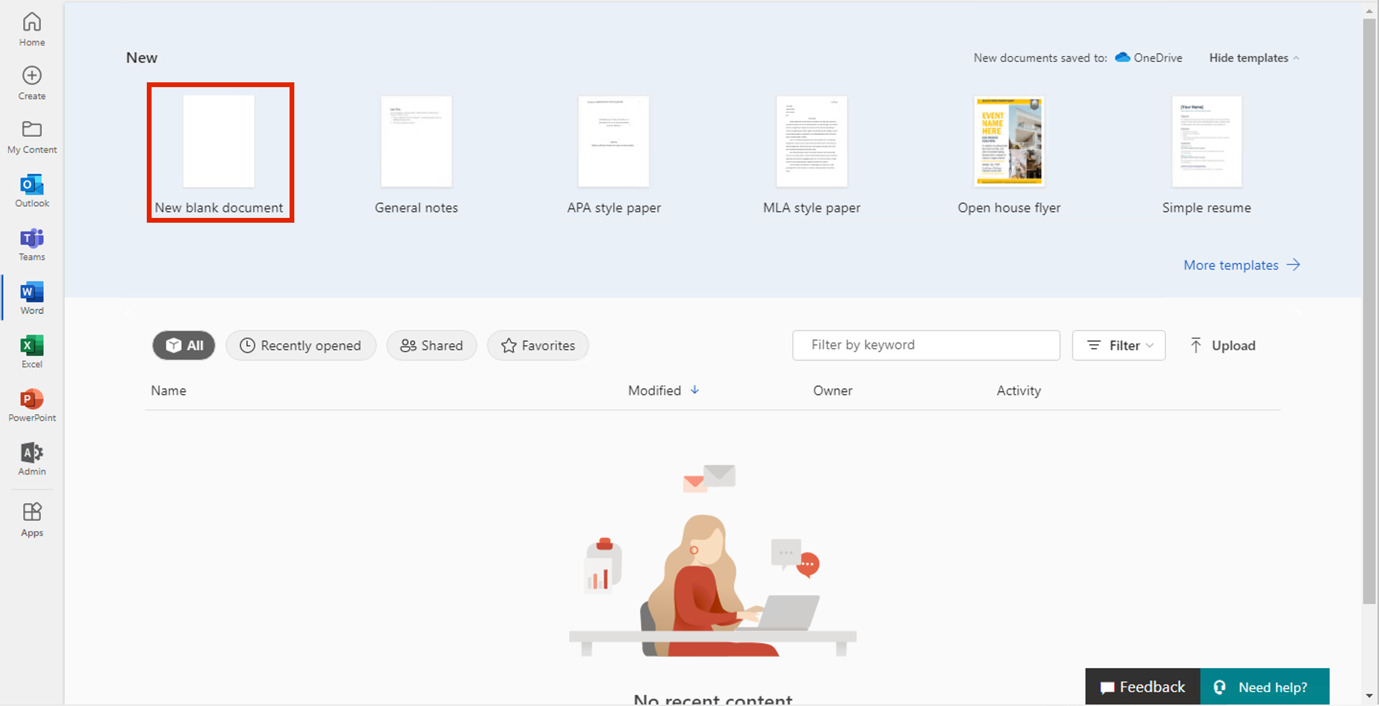 Home
Create
My Content
Outlook
Teams
Word
Excel
PowerPoint
Admin
Apps
New
New documents saved to: OneDrive Hide templates
New blank document General notes APA style paper MLA style paper Open house flyer Simple resume
EVENT
NAME
HERE
[Your Name]
More templates
All Recently opened Shared Favorites Filter by keyword Filter Upload
Name Modified Owner Activity
No recent content
Feedback Need help?